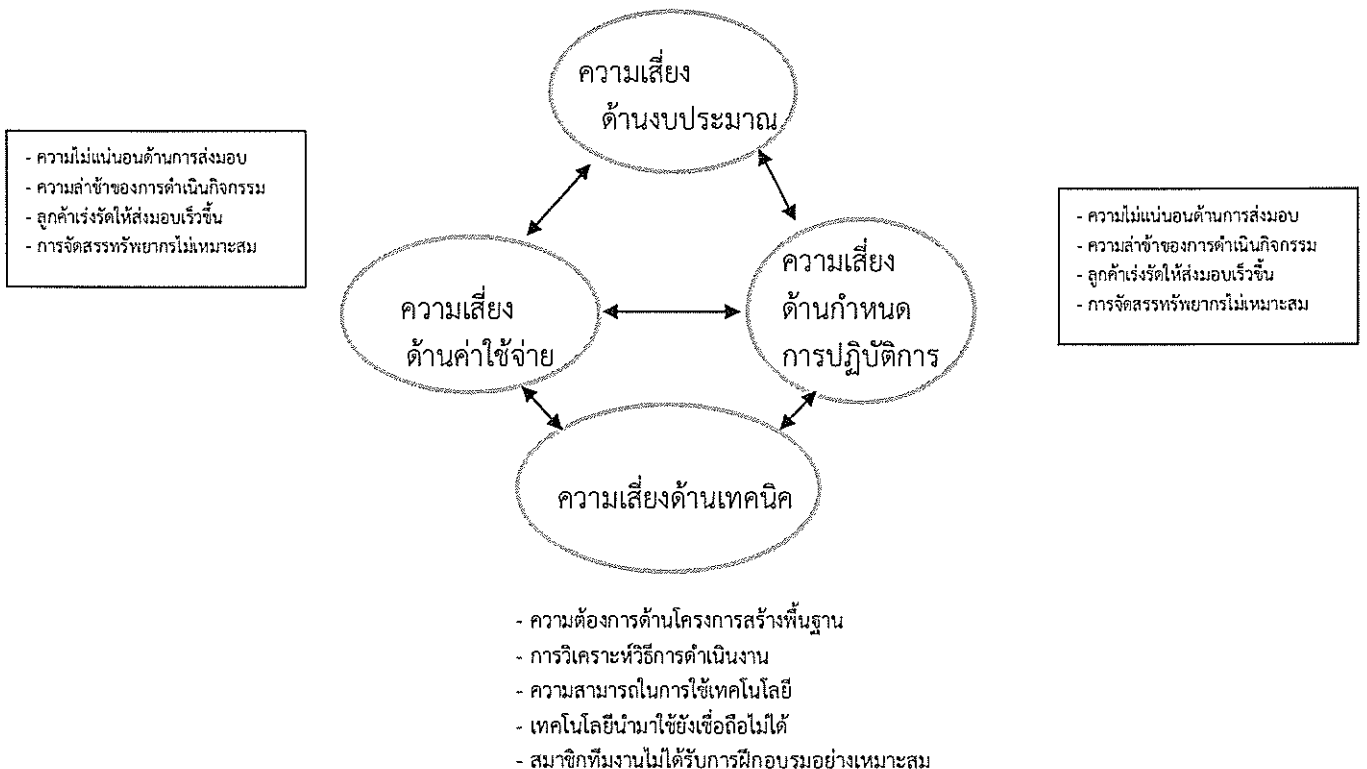 ความเสี่ยง
ด้านงบประมาณ
- ความไม่แน่นอนด้านการส่งมอบ
- ความล่าช้าของการดำเนินกิจกรรม
- ลูกค้าเร่งรัดให้ส่งมอบเร็วขึ้น
- การจัดสรรทรัพยากรไม่เหมาะสม
- ความไม่แน่นอนด้านการส่งมอบ
- ความล่าช้าของการดำเนินกิจกรรม
- ลูกค้าเร่งรัดให้ส่งมอบเร็วขึ้น
- การจัดสรรทรัพยากรไม่เหมาะสม
ความเสี่ยง
ด้านค่าใช้จ่าย
ความเสี่ยง
ด้านกำหนด
การปฏิบัติการ
ความเสี่ยงด้านเทคนิค
- ความต้องการด้านโครงการสร้างพื้นฐาน
- การวิเคราะห์วิธีการดำเนินงาน
- ความสามารถในการใช้เทคโนโลยี
- เทคโนโลยีนำมาใช้ยังเชื่อถือไม่ได้
- สมาชิกทีมงานไม่ได้รับการฝึกอบรมอย่างเหมาะสม